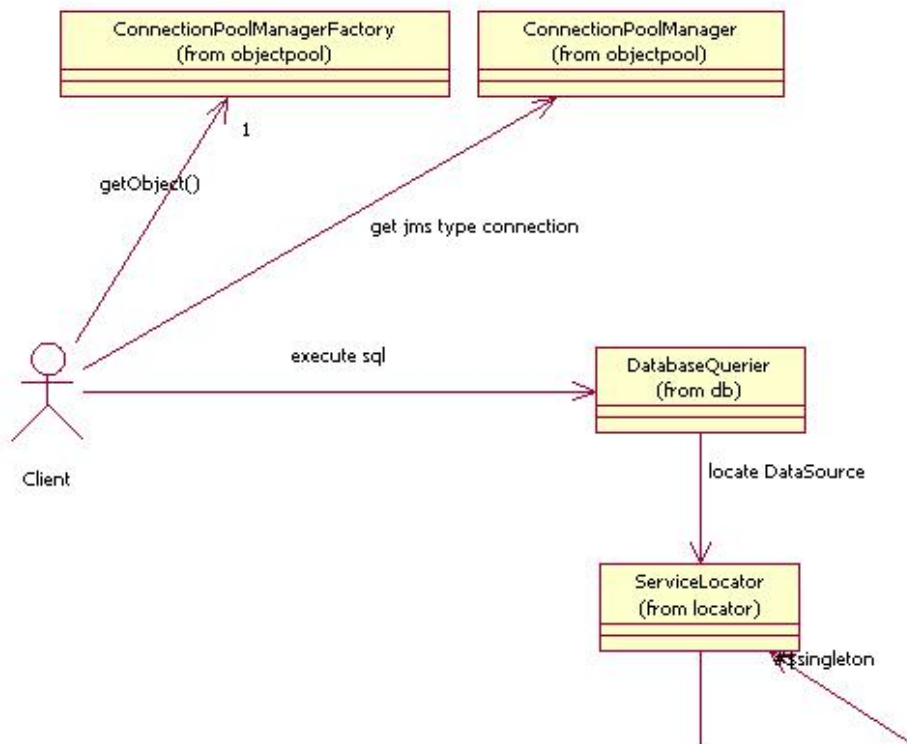 ConnectionPoolManagerFactory
(from objectpool)
ConnectionPoolManager
(from objectpool)
1
getObject()
get jms type connection
execute sql
DatabaseQuerier
(from db)
Client
locate DataSource
ServiceLocator
(from locator)
#$singleton